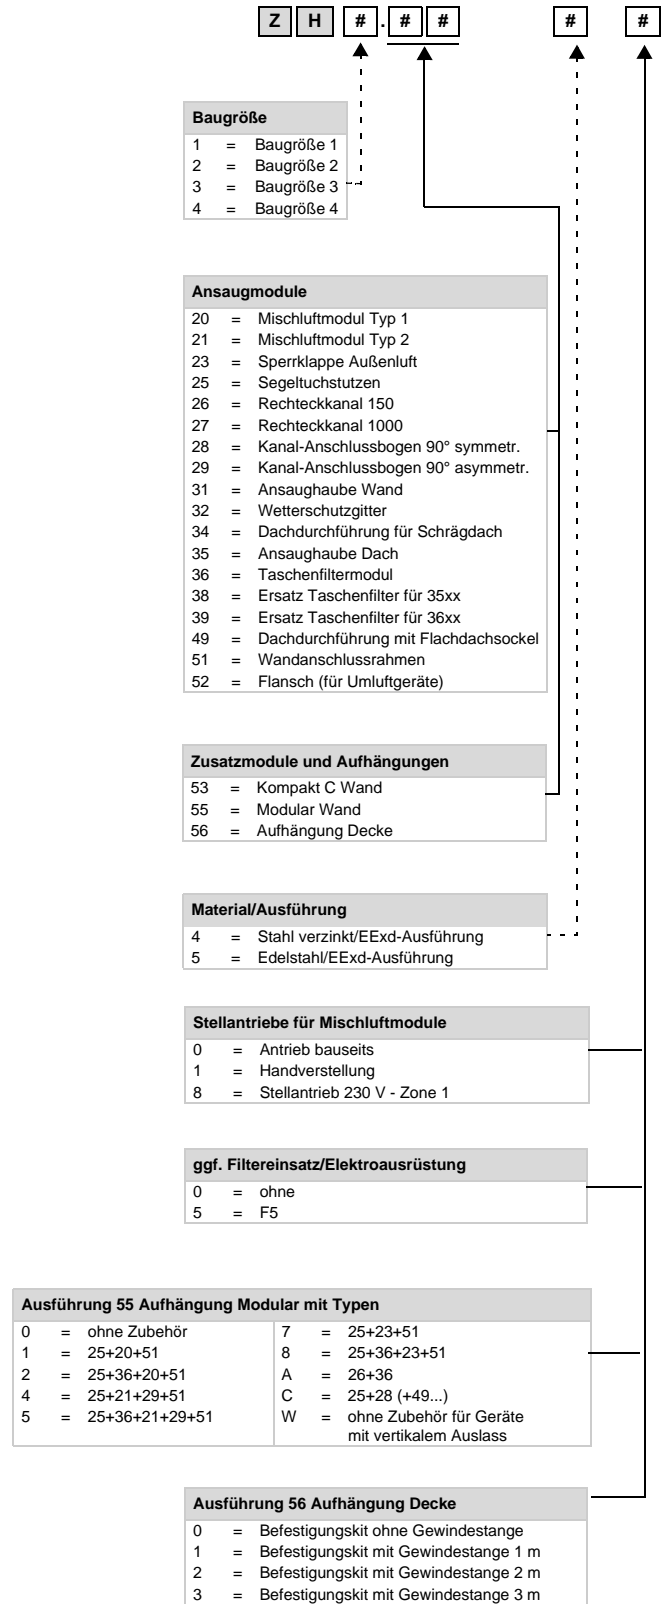 Z H # . # # # #
Baugröße
1 = Baugröße 1
2 = Baugröße 2
3 = Baugröße 3
4 = Baugröße 4
Ansaugmodule
20 = Mischluftmodul Typ 1
21 = Mischluftmodul Typ 2
23 = Sperrklappe Außenluft
25 = Segeltuchstutzen
26 = Rechteckkanal 150
27 = Rechteckkanal 1000
28 = Kanal-Anschlussbogen 90° symmetr.
29 = Kanal-Anschlussbogen 90° asymmetr.
31 = Ansaughaube Wand
32 = Wetterschutzgitter
34 = Dachdurchführung für Schrägdach
35 = Ansaughaube Dach
36 = Taschenfiltermodul
38 = Ersatz Taschenfilter für 35xx
39 = Ersatz Taschenfilter für 36xx
49 = Dachdurchführung mit Flachdachsockel
51 = Wandanschlussrahmen
52 = Flansch (für Umluftgeräte)
Zusatzmodule und Aufhängungen
53 = Kompakt C Wand
55 = Modular Wand
56 = Aufhängung Decke
Material/Ausführung
4 = Stahl verzinkt/EExd-Ausführung
5 = Edelstahl/EExd-Ausführung
Stellantriebe für Mischluftmodule
0 = Antrieb bauseits
1 = Handverstellung
8 = Stellantrieb 230 V - Zone 1
ggf. Filtereinsatz/Elektroausrüstung
0 = ohne
5 = F5
Ausführung 55 Aufhängung Modular mit Typen
0 = ohne Zubehör
1 = 25+20+51
2 = 25+36+20+51
4 = 25+21+29+51
5 = 25+36+21+29+51
7 = 25+23+51
8 = 25+36+23+51
A = 26+36
C = 25+28 (+49...)
W = ohne Zubehör für Geräte
mit vertikalem Auslass
Ausführung 56 Aufhängung Decke
0 = Befestigungskit ohne Gewindestange
1 = Befestigungskit mit Gewindestange 1 m
2 = Befestigungskit mit Gewindestange 2 m
3 = Befestigungskit mit Gewindestange 3 m